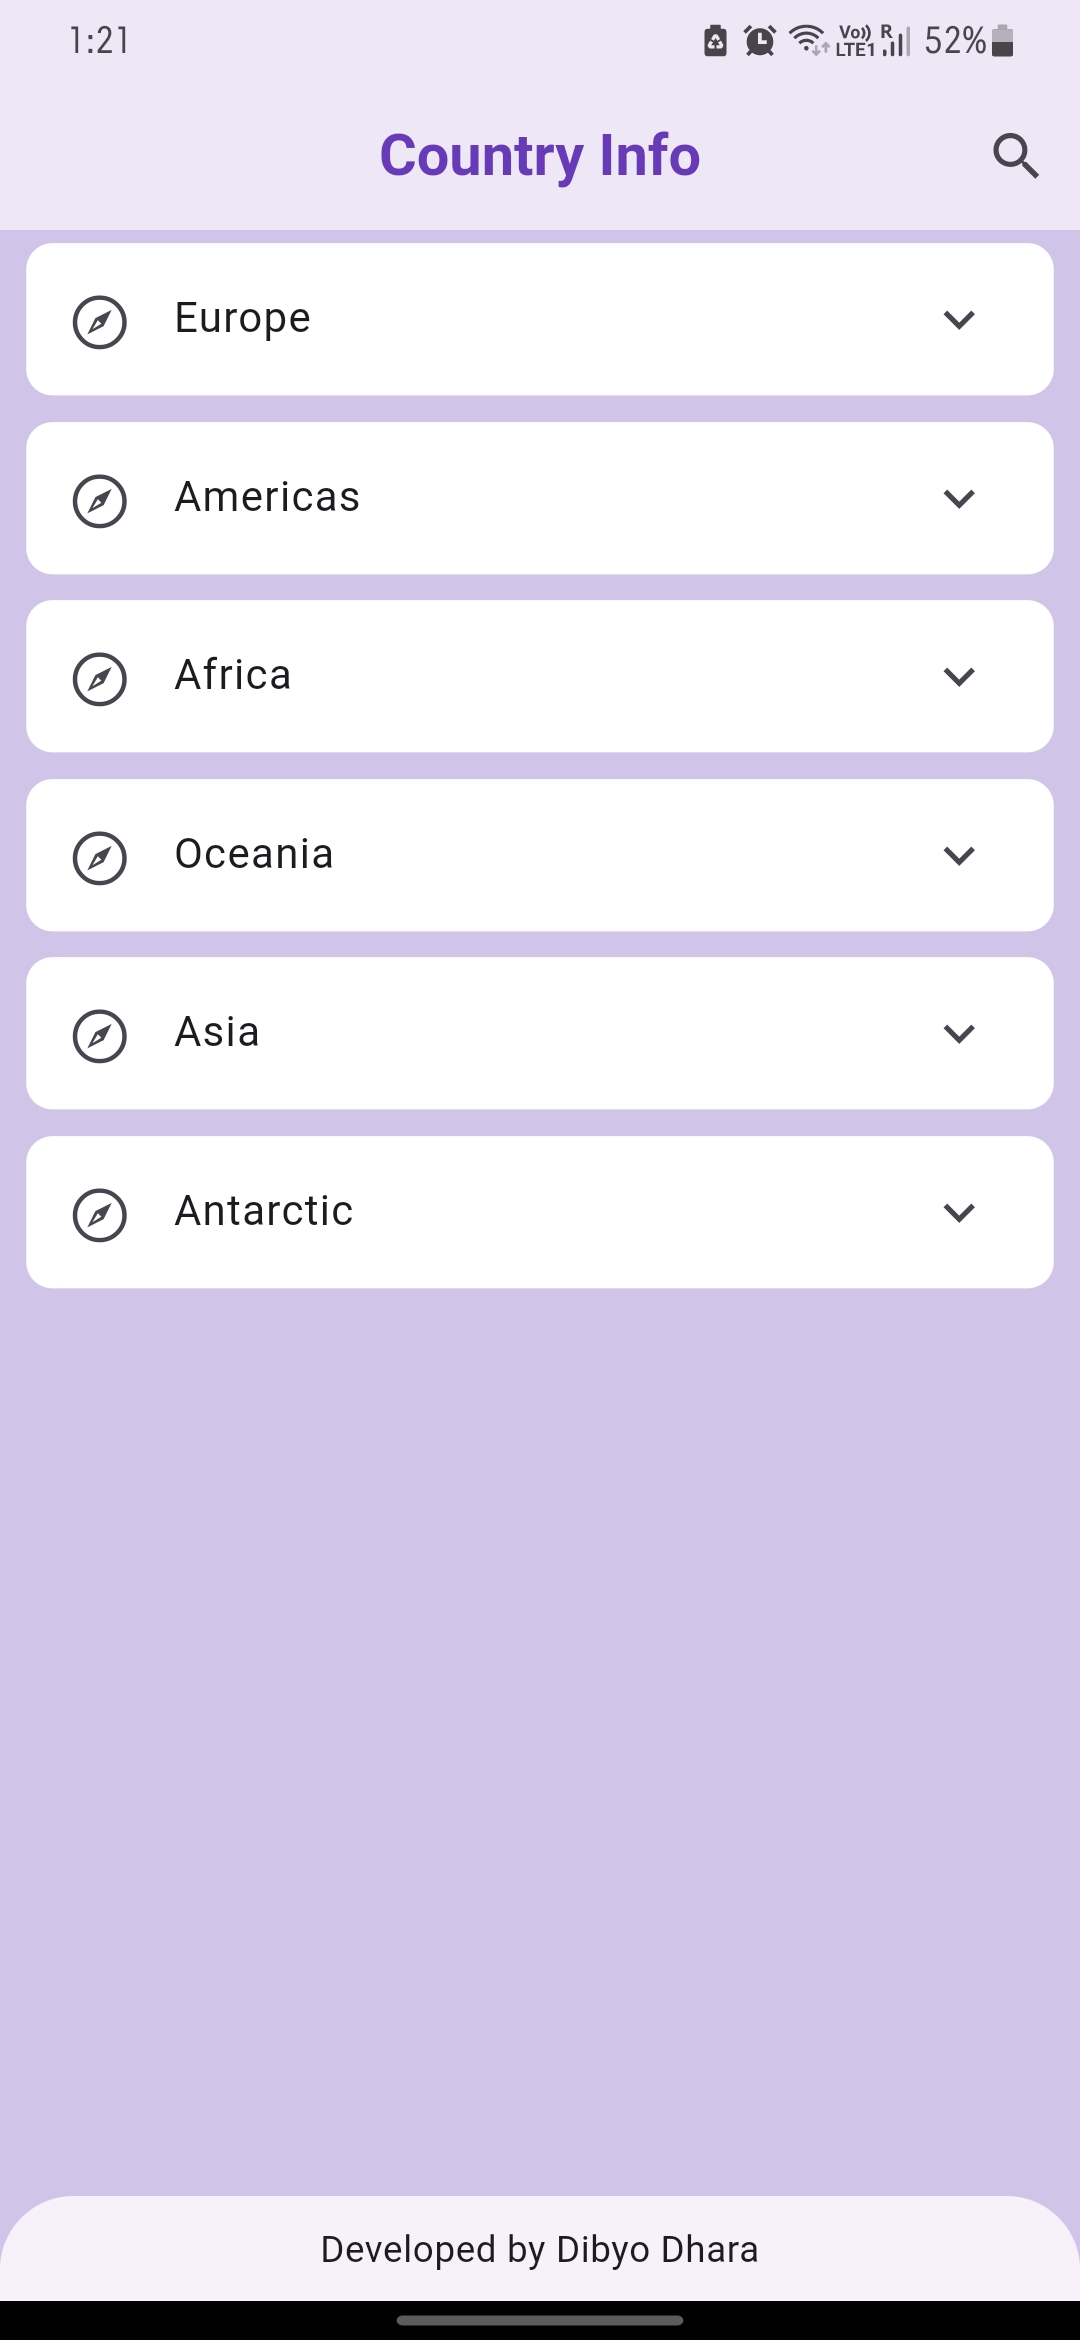 1:21
Vo)) R
LTE1
52%
Country Info
Europe
Americas
Africa
Oceania
Asia
Antarctic
Developed by Dibyo Dhara